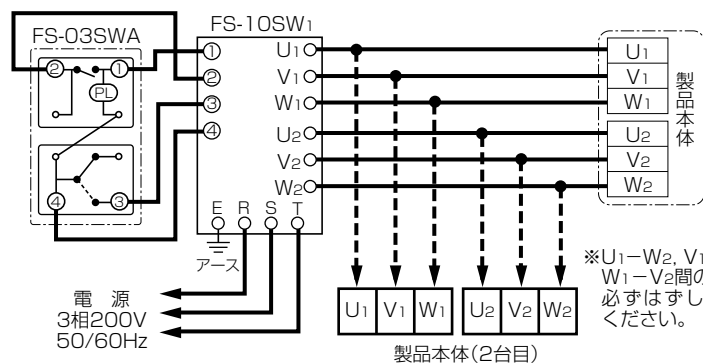 FS-10SW1
FS-03SWA
② ①
PL
④ ③
①
②
③
④
U1
V1
W1
U2
V2
W2
E R S T
アース
U1
V1
W1
U2
V2
W2
製品本体
電 源
3相200V
50/60Hz
U1 V1 W1 U2 V2 W2
製品本体(2台目)
※U1−W2, V1
W1−V2間の
必ずはずし
ください。